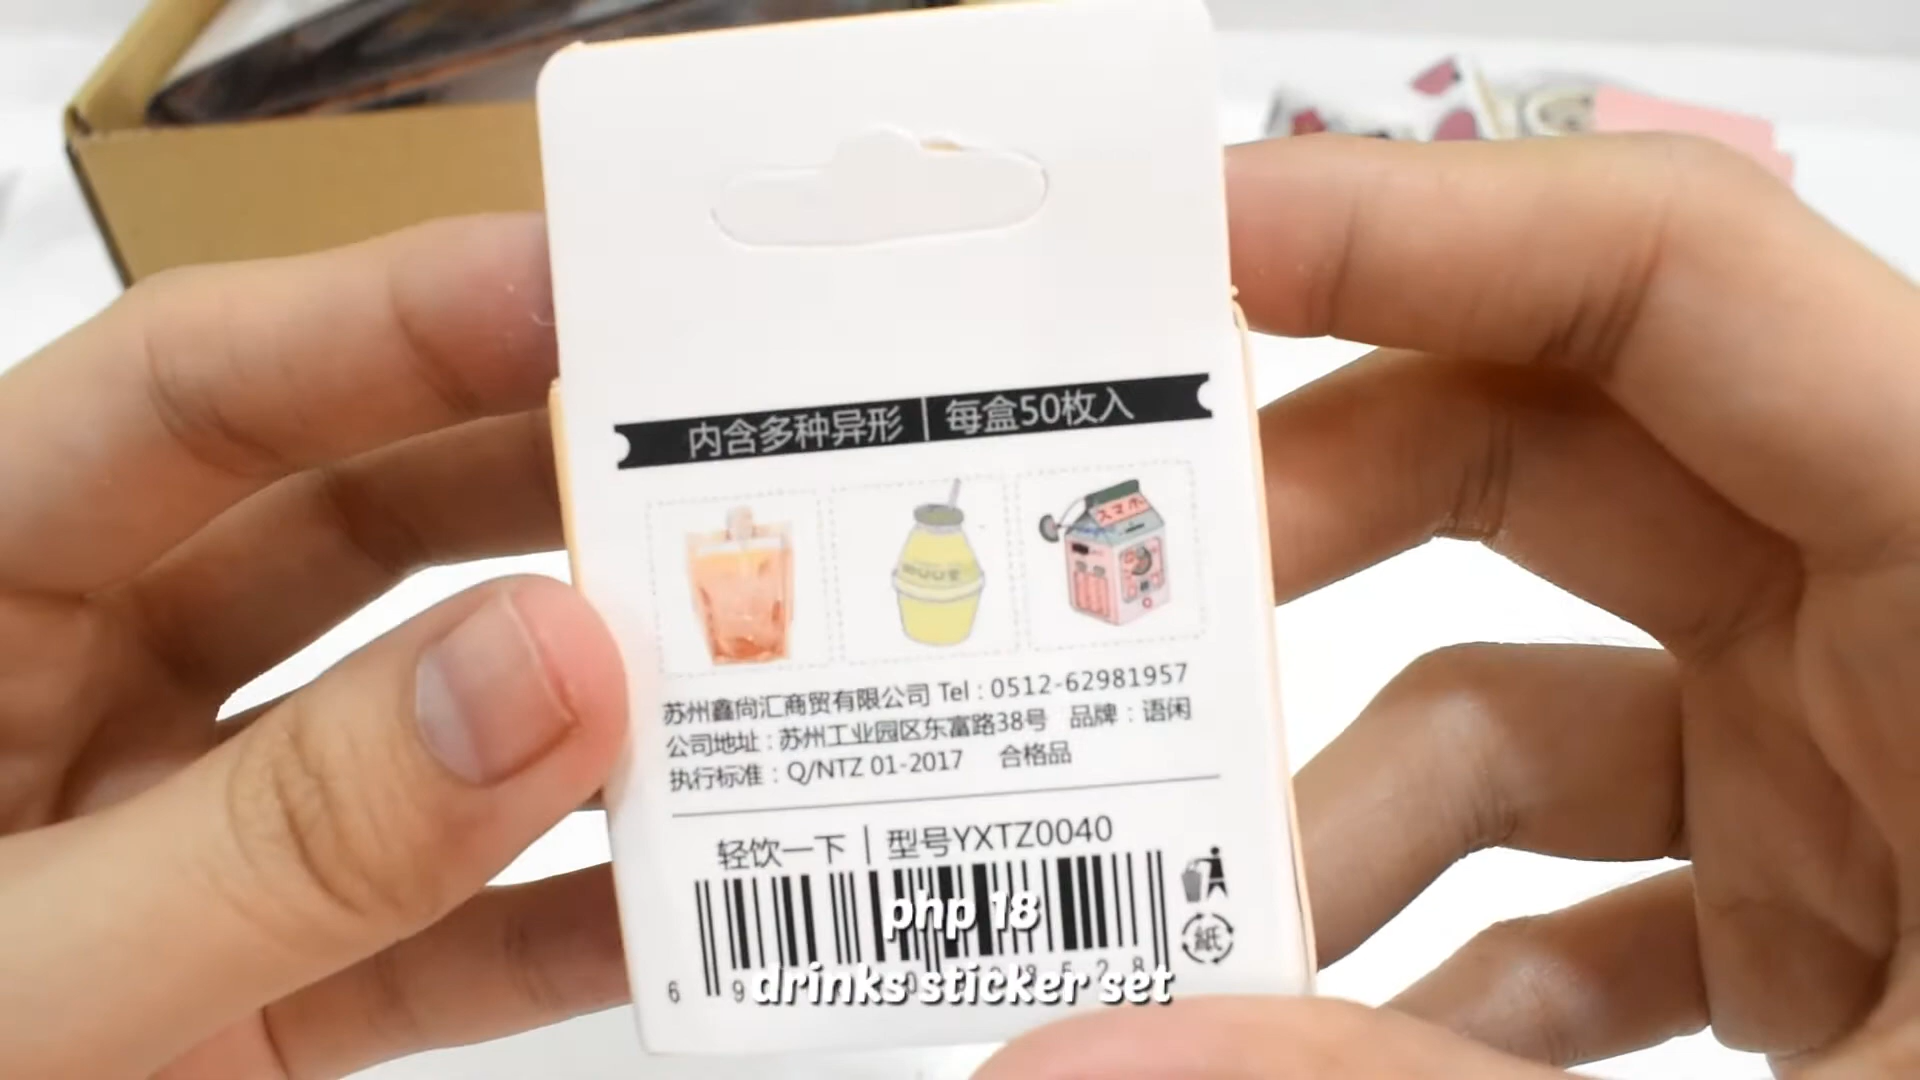 内含多种异形 | 每盒50枚入
スマホ
苏州鑫尚汇商贸有限公司 Tel : 0512-62981957
公司地址 : 苏州工业园区东富路38号 品牌 : 语闲
执行标准 : Q/NTZ 01-2017 合格品
轻饮一下 | 型号YXTZ0040
紙
php 18
drinks sticker set